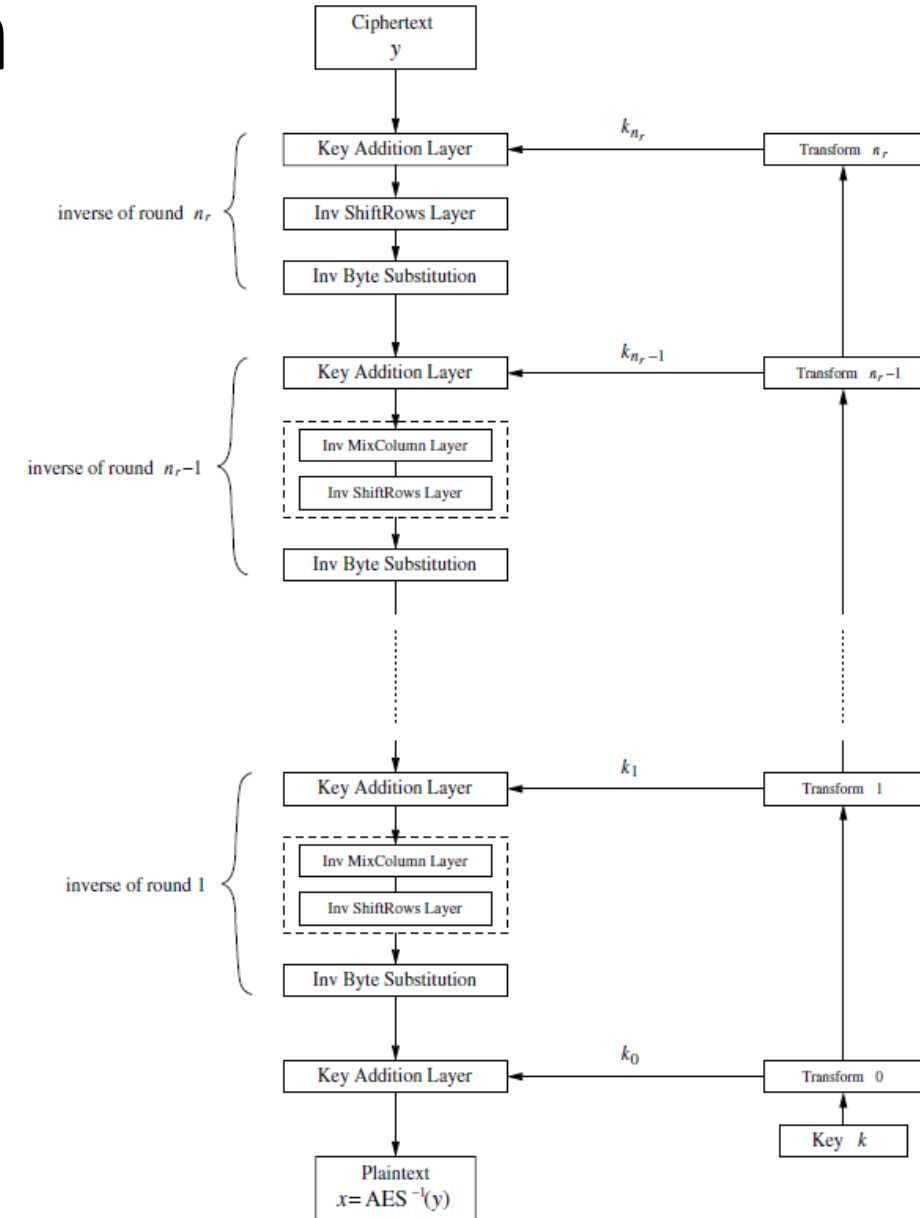 n
Ciphertext
y
Key Addition Layer
k_{n_r}
Transform n_r
inverse of round n_r
Inv ShiftRows Layer
Inv Byte Substitution
Key Addition Layer
k_{n_r−1}
Transform n_r−1
inverse of round n_r−1
Inv MixColumn Layer
Inv ShiftRows Layer
Inv Byte Substitution
Key Addition Layer
k_1
Transform 1
inverse of round 1
Inv MixColumn Layer
Inv ShiftRows Layer
Inv Byte Substitution
Key Addition Layer
k_0
Transform 0
Key k
Plaintext
x= AES^{−1}(y)